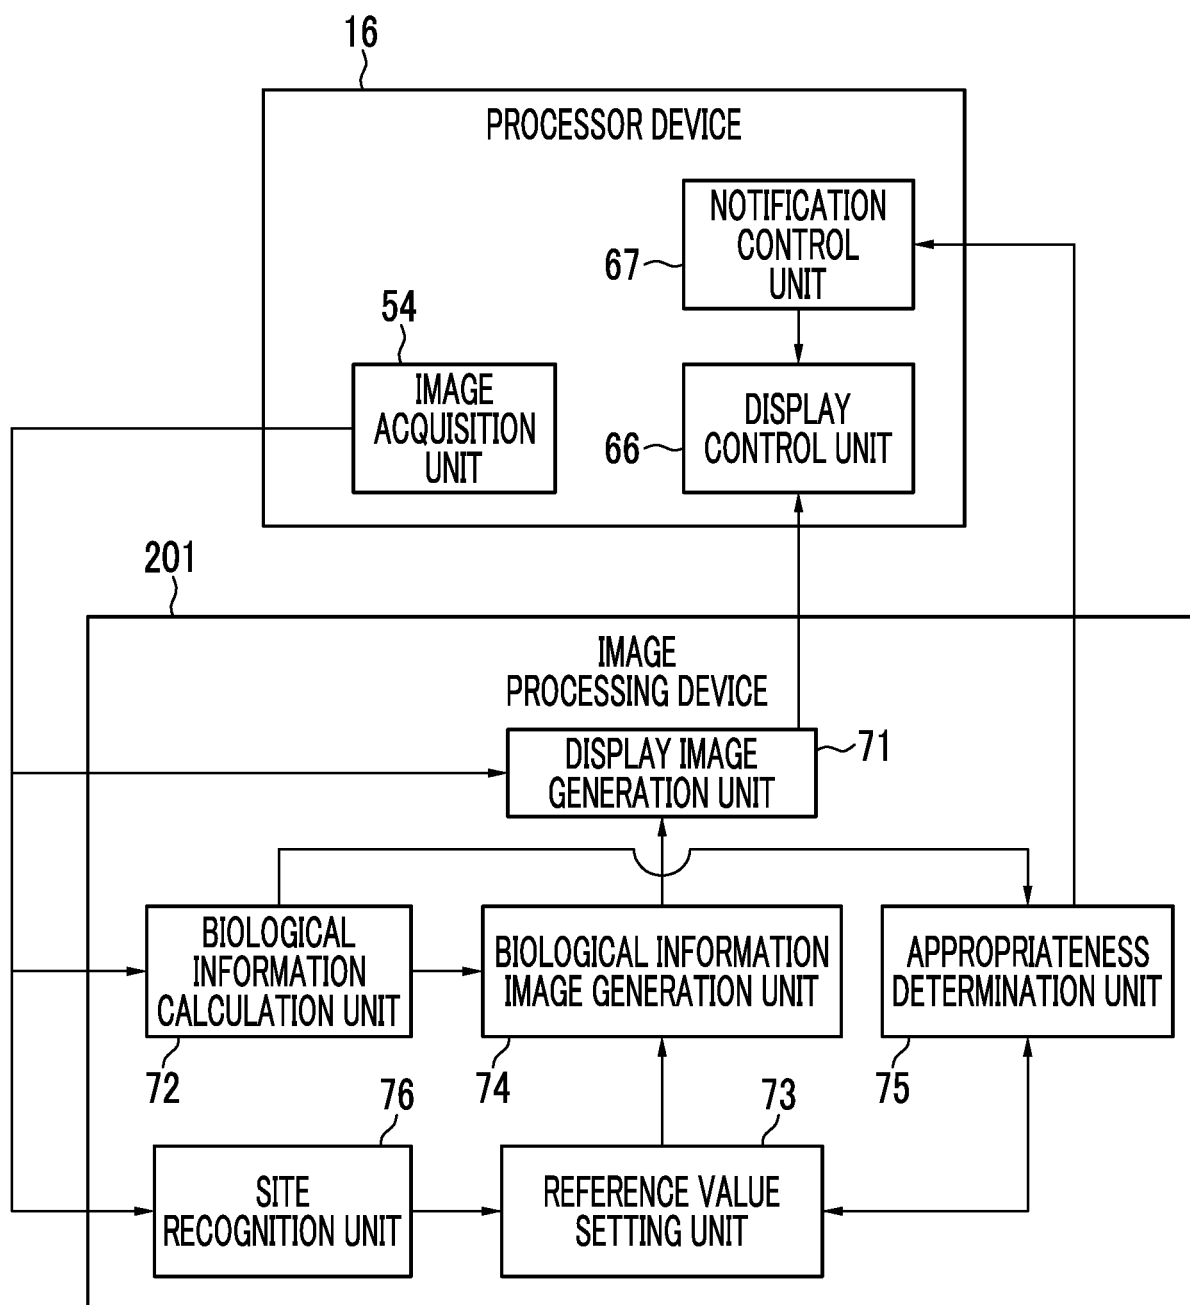 16
PROCESSOR DEVICE
NOTIFICATION
CONTROL
UNIT
67
54
IMAGE
ACQUISITION
UNIT
DISPLAY
CONTROL UNIT
66
201
IMAGE
PROCESSING DEVICE
DISPLAY IMAGE
GENERATION UNIT
71
BIOLOGICAL
INFORMATION
CALCULATION UNIT
72
BIOLOGICAL INFORMATION
IMAGE GENERATION UNIT
74
APPROPRIATENESS
DETERMINATION UNIT
75
76
SITE
RECOGNITION UNIT
73
REFERENCE VALUE
SETTING UNIT